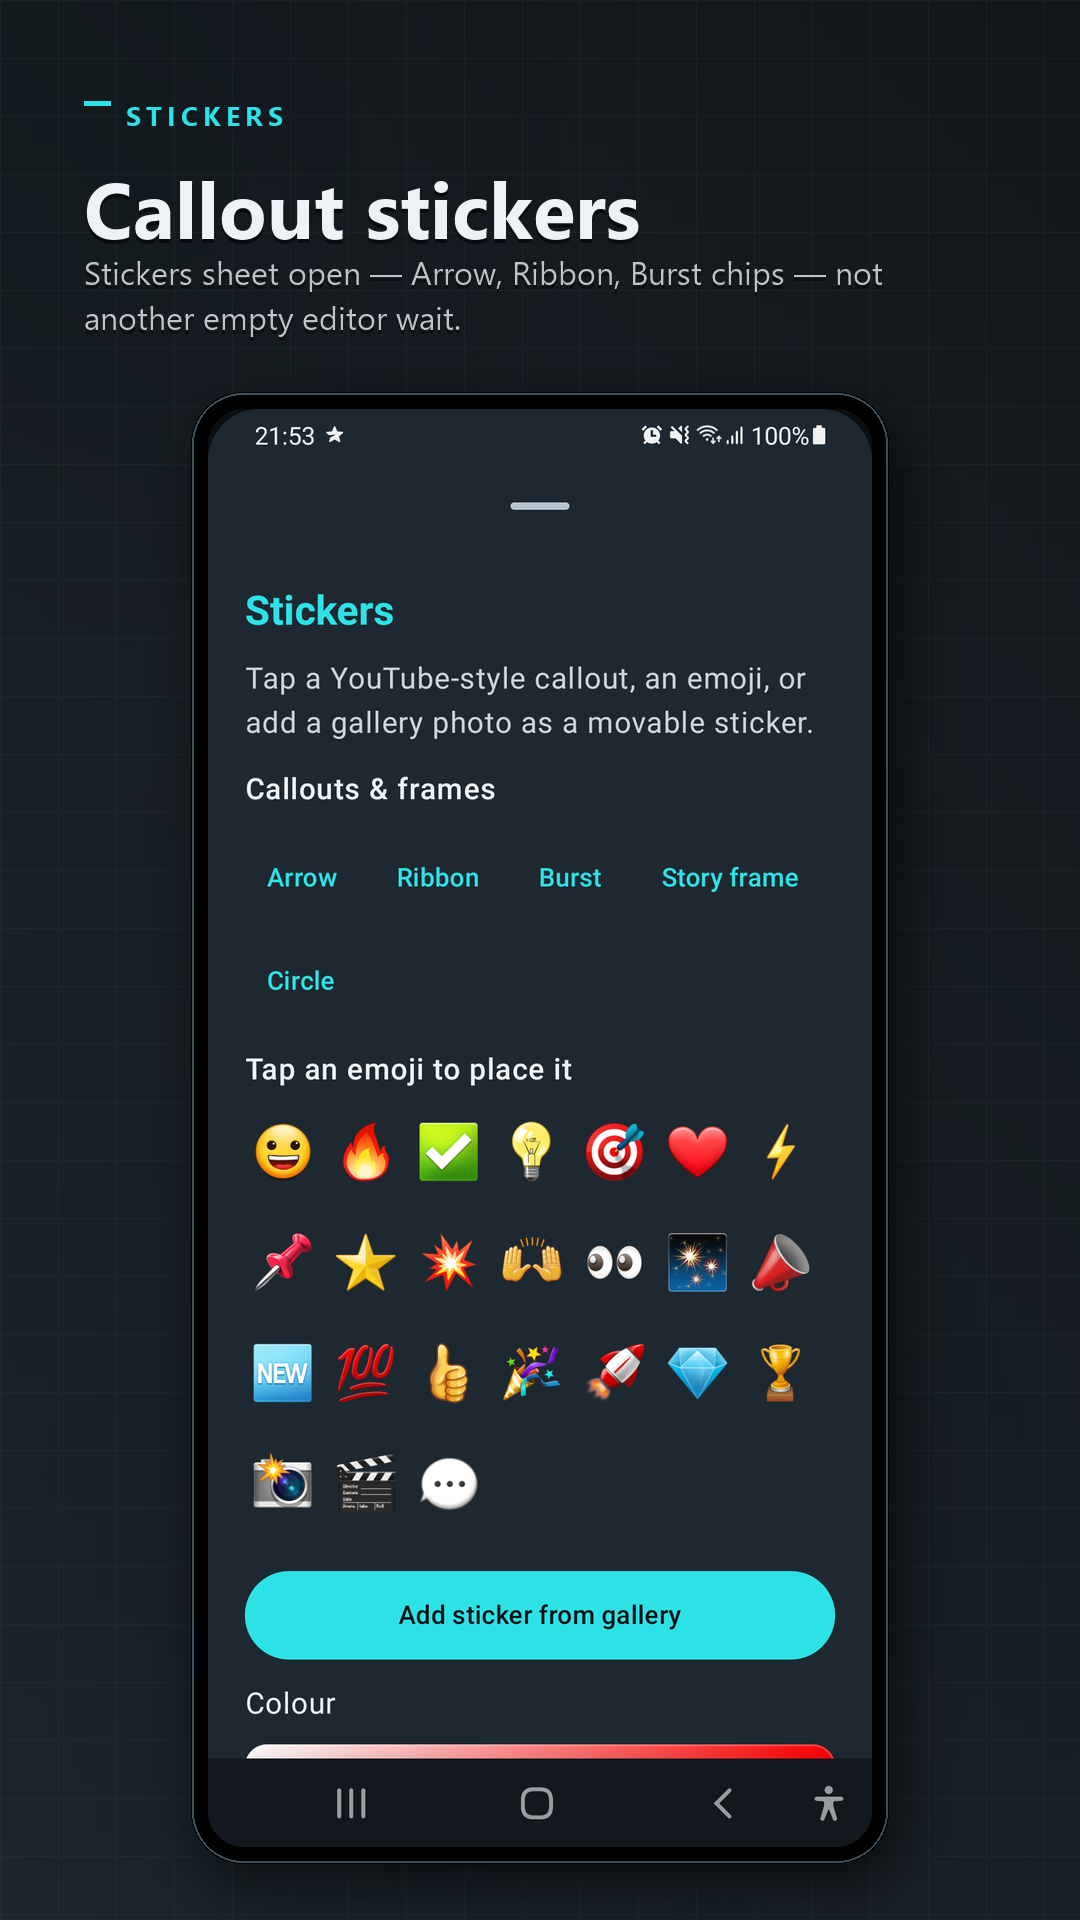 STICKERS
Callout stickers
Stickers sheet open — Arrow, Ribbon, Burst chips — not
another empty editor wait.
21:53 100%
Stickers
Tap a YouTube-style callout, an emoji, or
add a gallery photo as a movable sticker.
Callouts & frames
Arrow Ribbon Burst Story frame
Circle
Tap an emoji to place it
NEW 100
Add sticker from gallery
Colour